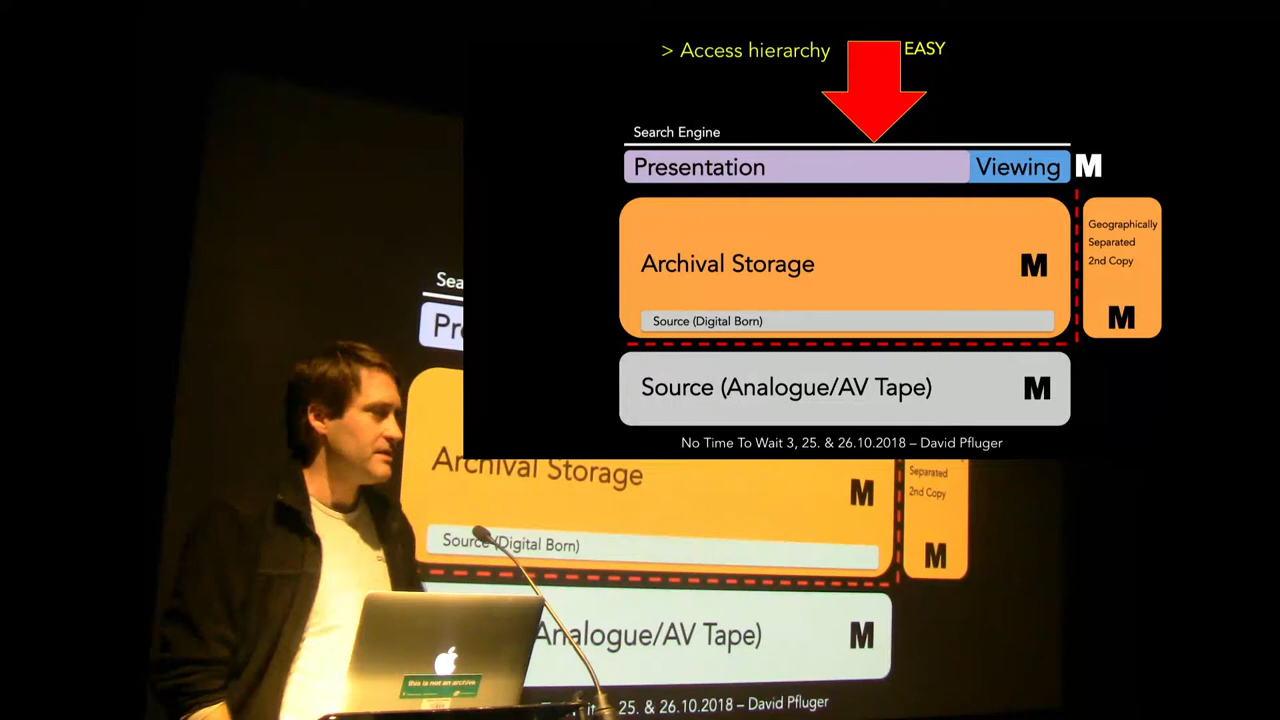 > Access hierarchy
EASY
Search Engine
Presentation
Viewing
M
Archival Storage
M
Source (Digital Born)
Geographically
Separated
2nd Copy
M
Source (Analogue/AV Tape)
M
No Time To Wait 3, 25. & 26.10.2018 – David Pfluger
Sea
Pr
Archival Storage
M
Source (Digital Born)
Separated
2nd Copy
M
Analogue/AV Tape)
M
25. & 26.10.2018 – David Pfluger
this is not an archive